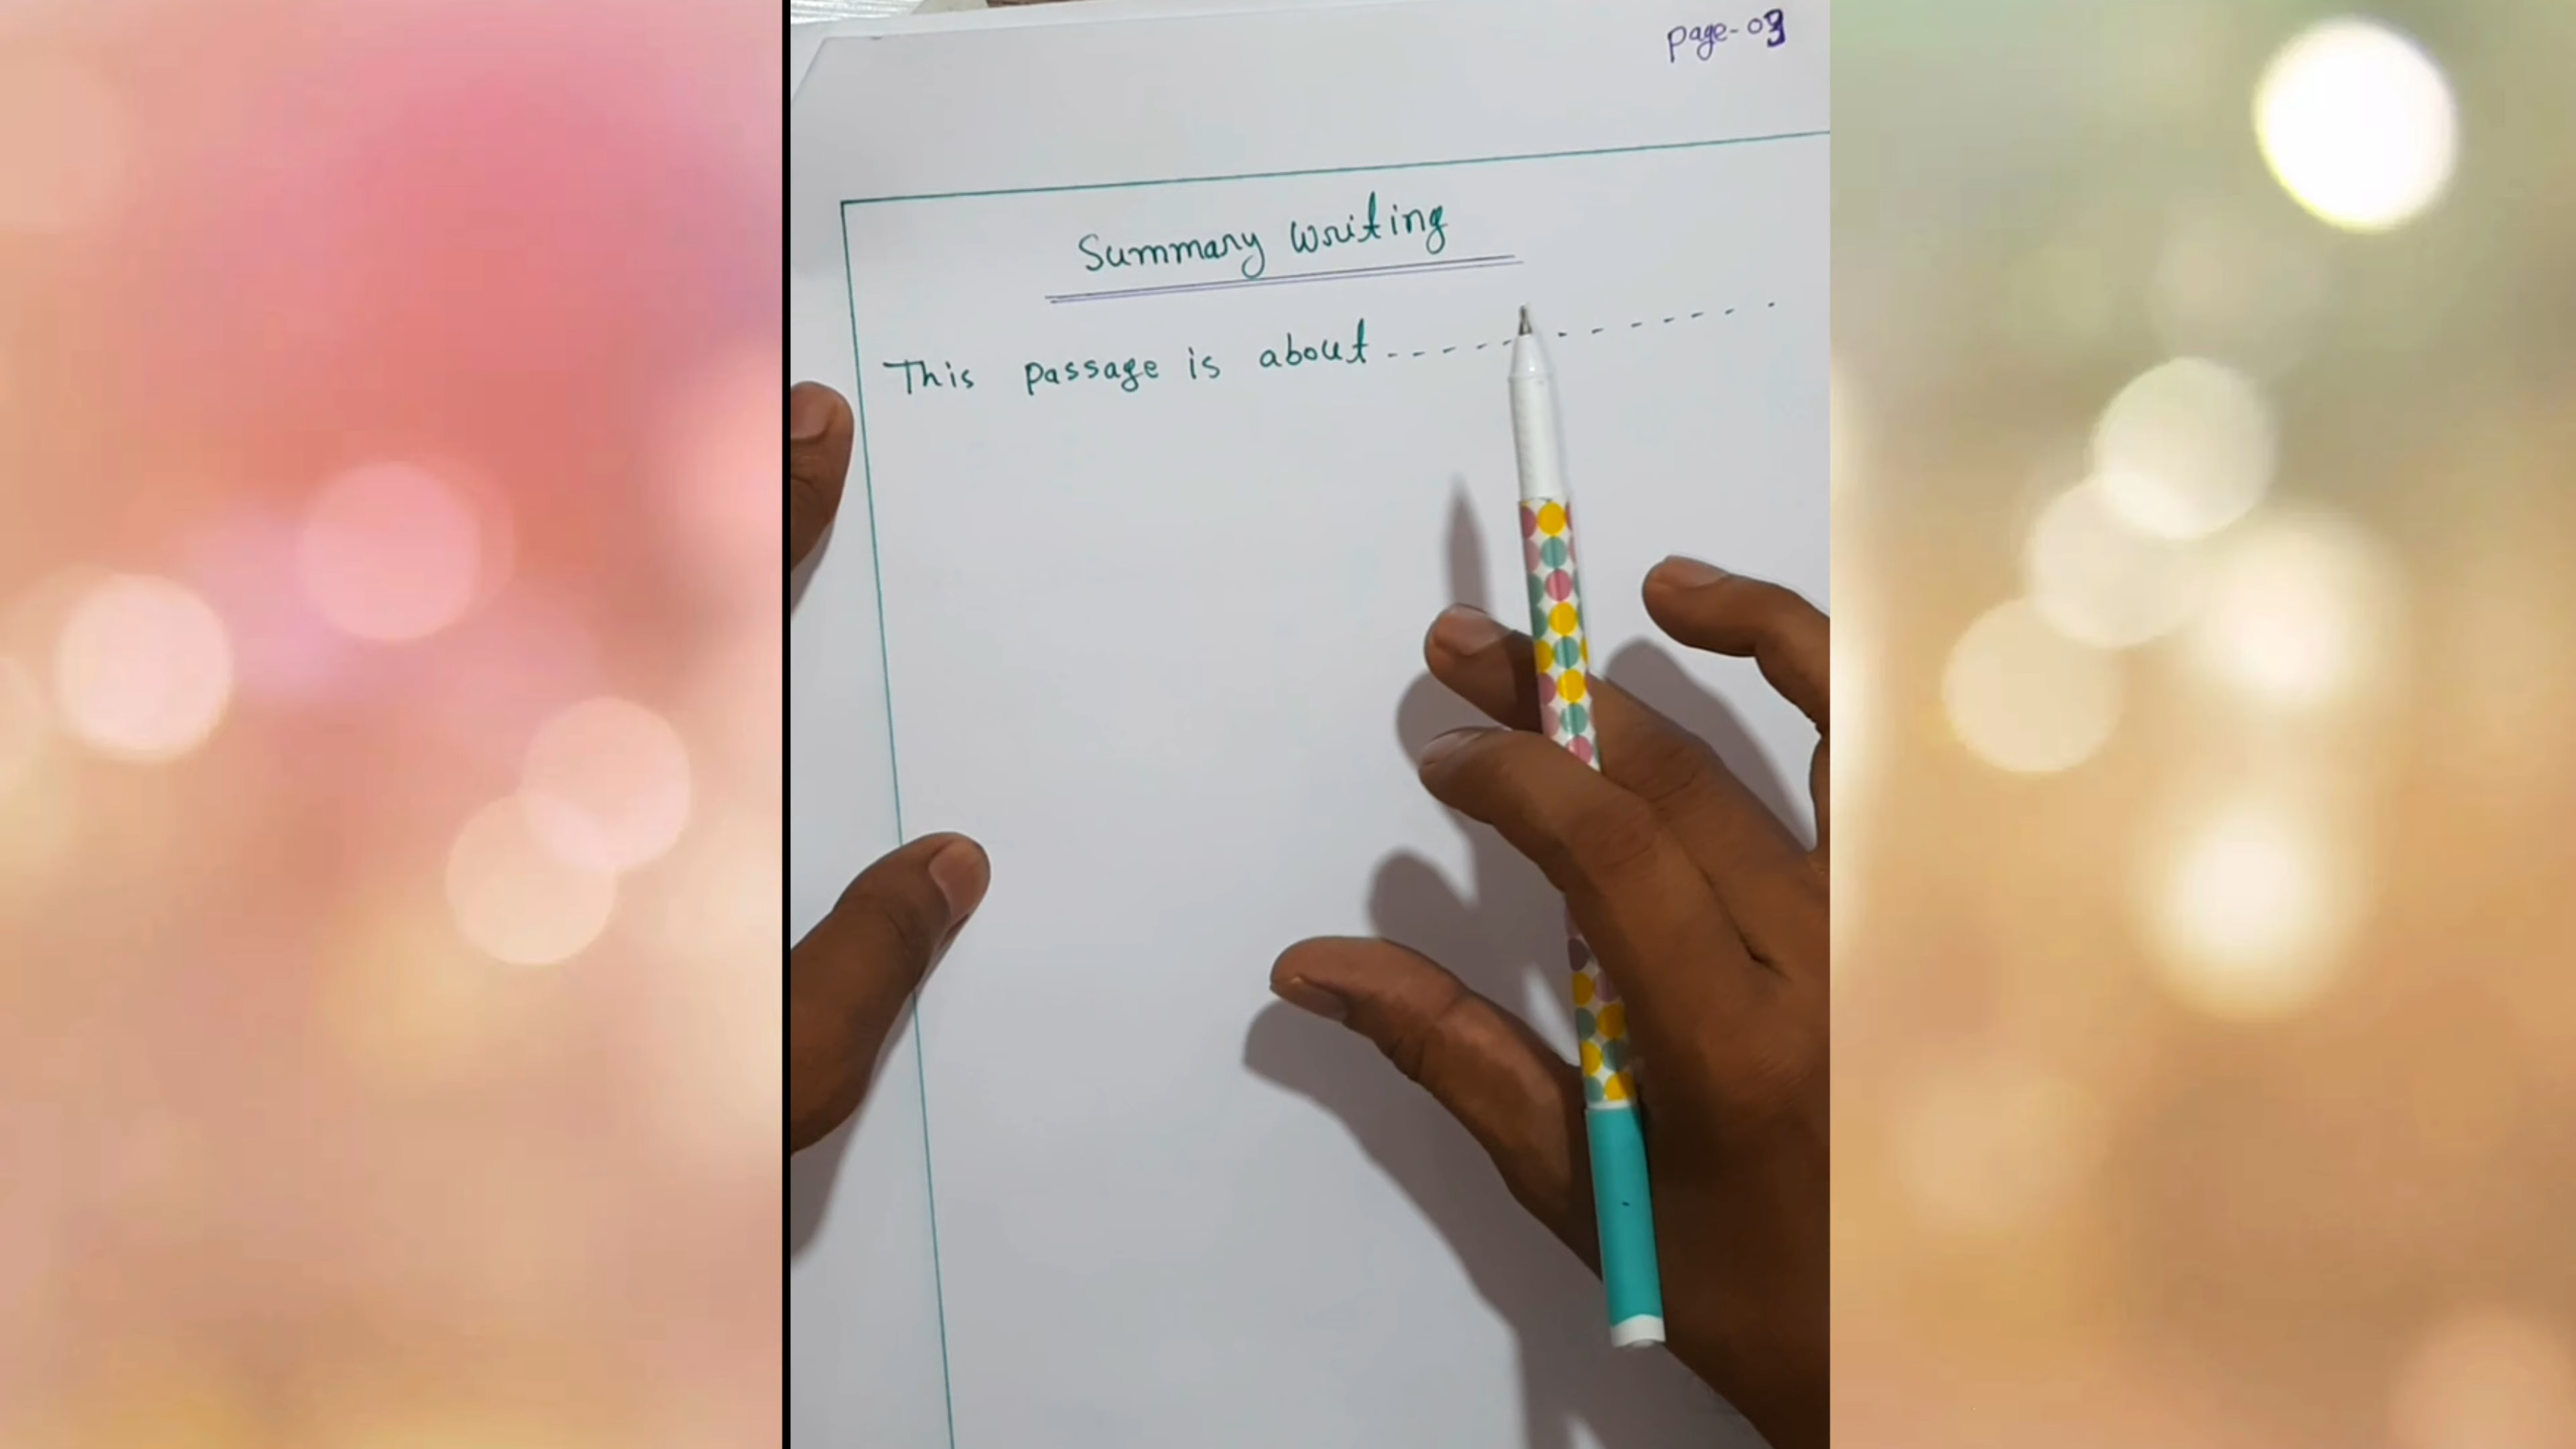 Page-03
Summary Writing
This passage is about - - - - - - - - - - - -